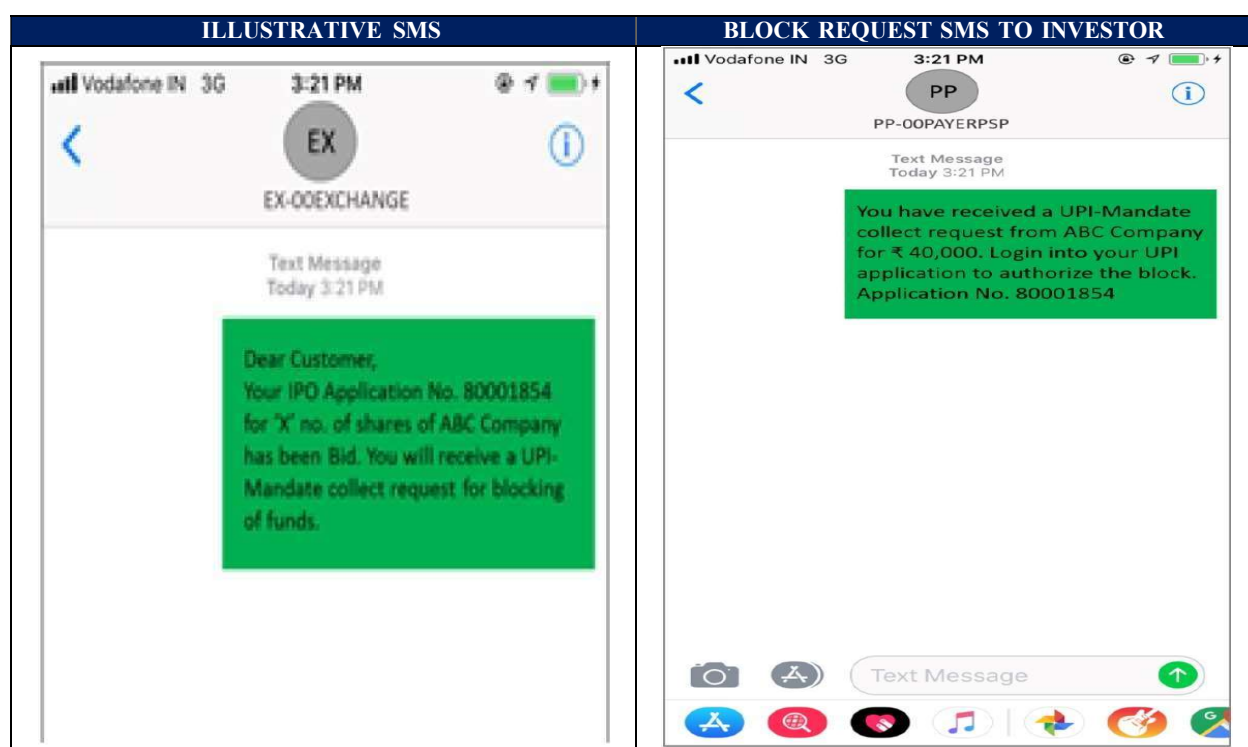 ILLUSTRATIVE SMS
BLOCK REQUEST SMS TO INVESTOR
Vodafone IN 3G 3:21 PM
EX
EX-00EXCHANGE
Text Message
Today 3:21 PM
Dear Customer,
Your IPO Application No. 80001854
for 'X' no. of shares of ABC Company
has been Bid. You will receive a UPI-
Mandate collect request for blocking
of funds.
Vodafone IN 3G 3:21 PM
PP
PP-00PAYERPSP
Text Message
Today 3:21 PM
You have received a UPI-Mandate
collect request from ABC Company
for ₹ 40,000. Login into your UPI
application to authorize the block.
Application No. 80001854
Text Message
G